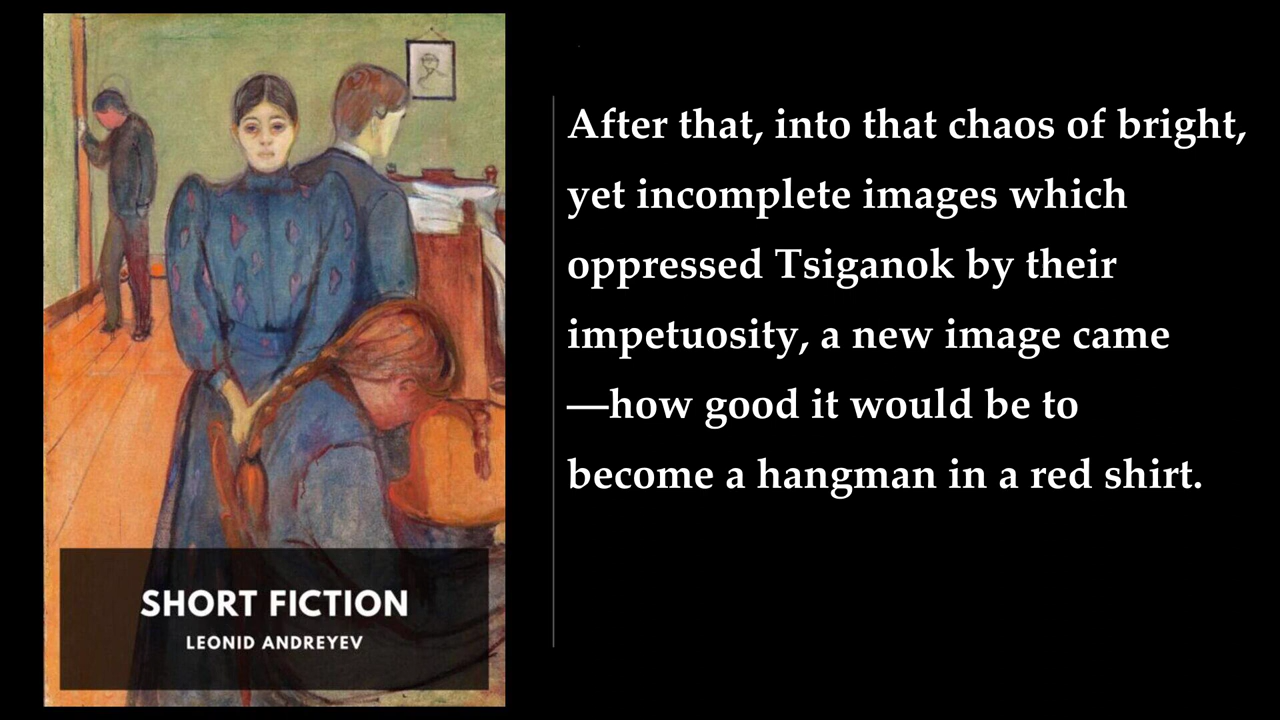 SHORT FICTION
LEONID ANDREYEV
After that, into that chaos of bright,
yet incomplete images which
oppressed Tsiganok by their
impetuosity, a new image came
—how good it would be to
become a hangman in a red shirt.